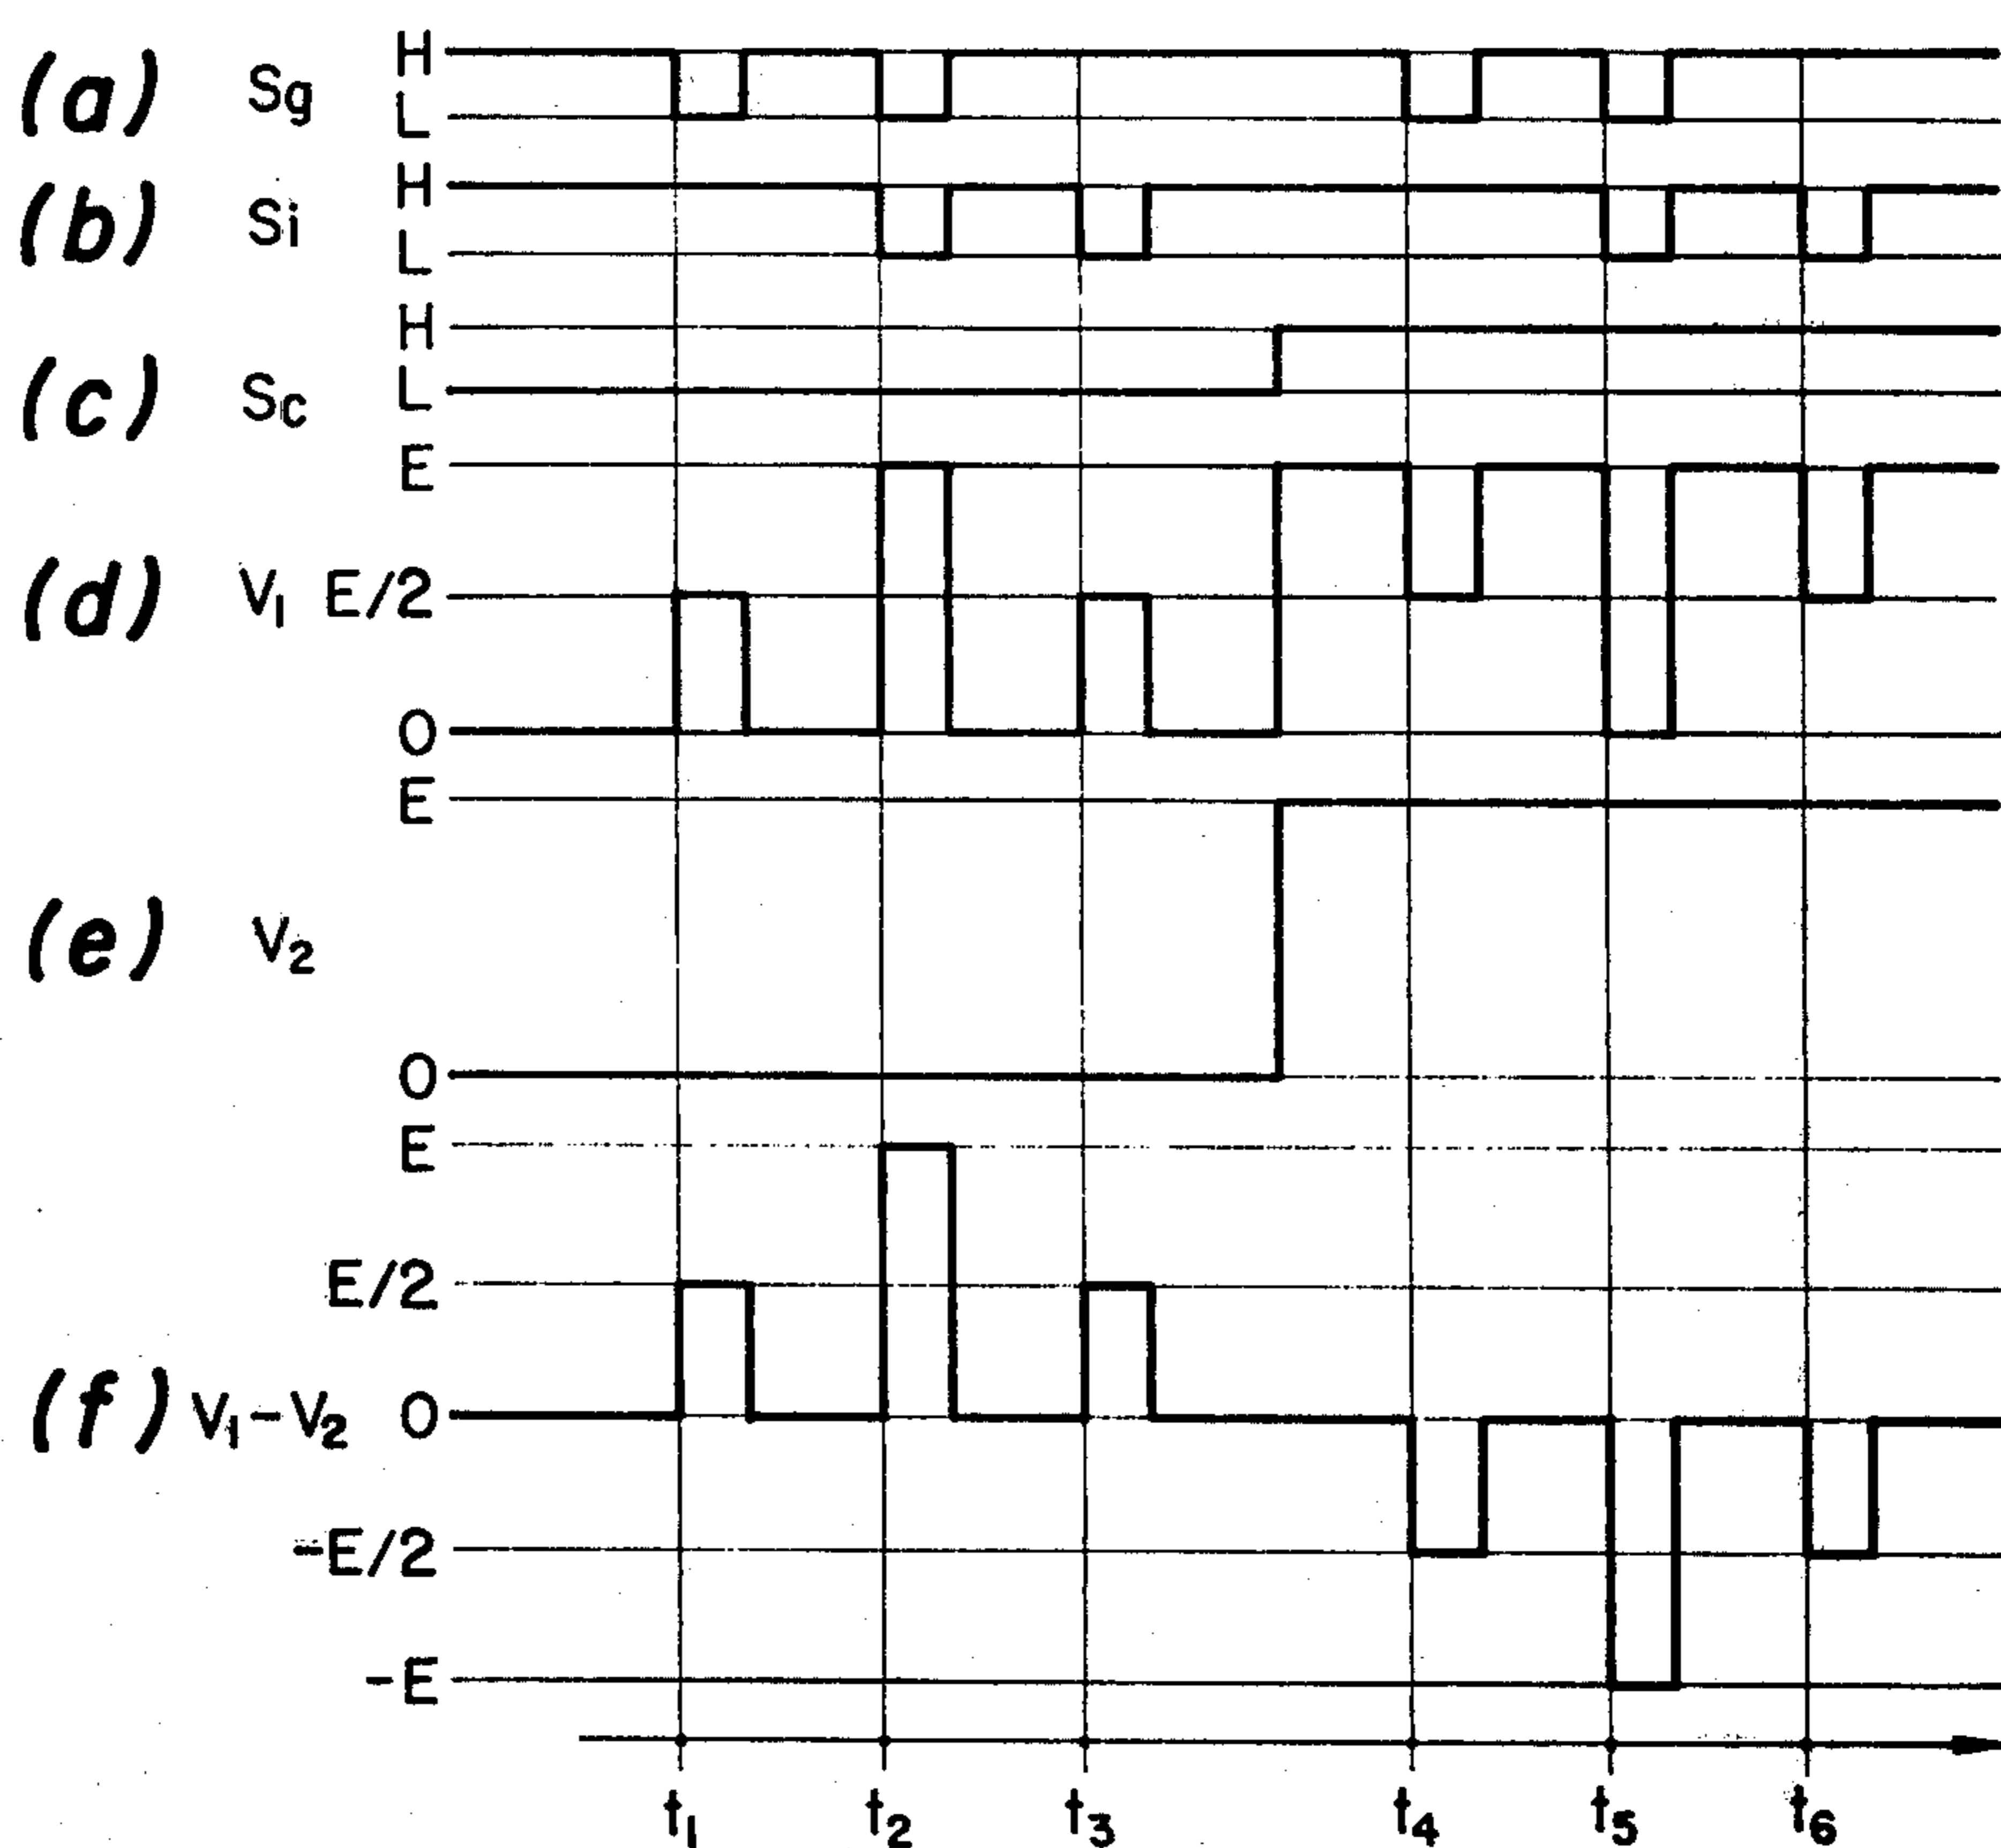 (a) Sg H
L
(b) Si H
L
(c) Sc H
L
(d) V₁ E
E/2
O
(e) V₂ E
O
(f) V₁-V₂ E
E/2
O
-E/2
-E
t₁ t₂ t₃ t₄ t₅ t₆